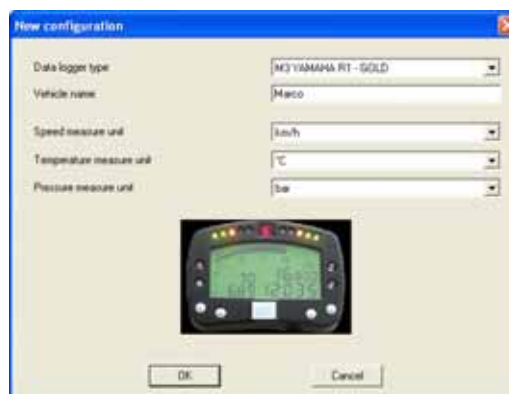 New configuration
Data logger type
M3 YAMAHA R1 - GOLD
Vehicle name
Marco
Speed measure unit
km/h
Temperature measure unit
°C
Pressure measure unit
bar
OK
Cancel